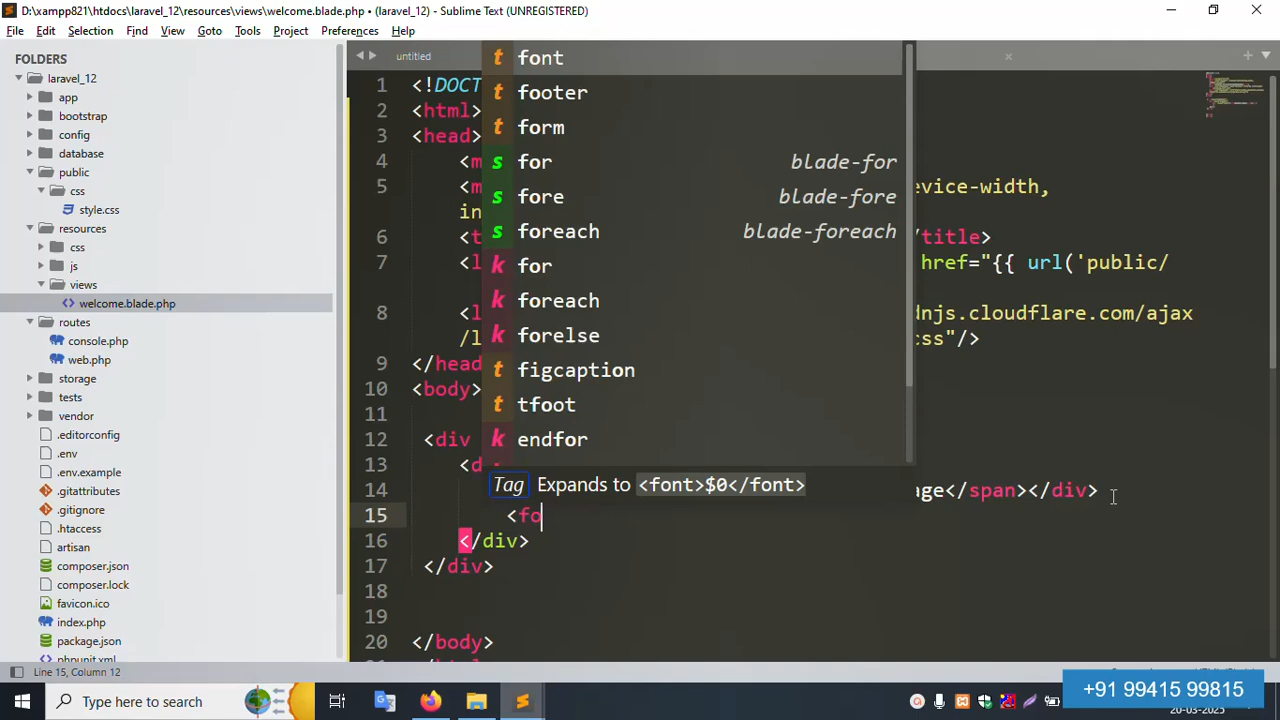 D:\xampp821\htdocs\laravel_12\resources\views\welcome.blade.php • (laravel_12) - Sublime Text (UNREGISTERED)
File Edit Selection Find View Goto Tools Project Preferences Help
FOLDERS
laravel_12
app
bootstrap
config
database
public
css
style.css
resources
css
js
views
welcome.blade.php
routes
console.php
web.php
storage
tests
vendor
.editorconfig
.env
.env.example
.gitattributes
.gitignore
.htaccess
artisan
composer.json
composer.lock
favicon.ico
index.php
package.json
phpunit.xml
untitled
1 <!DOCT
2 <html>
3 <head>
4 <m
5 <m evice-width,
in
6 <t /title>
7 <l href="{{ url('public/
8 <l dnjs.cloudflare.com/ajax
/l css"/>
9 </head
10 <body>
11
12 <div
13 <d
14 age</span></div>
15 <fo
16 </div>
17 </div>
18
19
20 </body>
t font
t footer
t form
s for blade-for
s fore blade-fore
s foreach blade-foreach
k for
k foreach
k forelse
t figcaption
t tfoot
k endfor
Tag Expands to <font>$0</font>
Line 15, Column 12
Type here to search
+91 99415 99815
20-03-2025